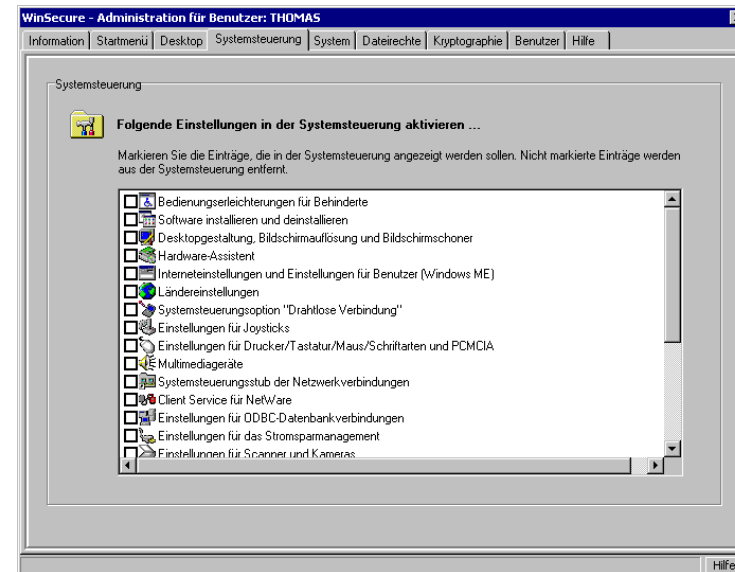 WinSecure - Administration für Benutzer: THOMAS
Information Startmenü Desktop Systemsteuerung System Dateirechte Kryptographie Benutzer Hilfe
Systemsteuerung
Folgende Einstellungen in der Systemsteuerung aktivieren ...
Markieren Sie die Einträge, die in der Systemsteuerung angezeigt werden sollen. Nicht markierte Einträge werden
aus der Systemsteuerung entfernt.
Bedienungserleichterungen für Behinderte
Software installieren und deinstallieren
Desktopgestaltung, Bildschirmauflösung und Bildschirmschoner
Hardware-Assistent
Interneteinstellungen und Einstellungen für Benutzer (Windows ME)
Ländereinstellungen
Systemsteuerungsoption "Drahtlose Verbindung"
Einstellungen für Joysticks
Einstellungen für Drucker/Tastatur/Maus/Schriftarten und PCMCIA
Multimediageräte
Systemsteuerungsstub der Netzwerkverbindungen
Client Service für NetWare
Einstellungen für ODBC-Datenbankverbindungen
Einstellungen für das Stromsparmanagement
Einstellungen für Scanner und Kameras
Hilfe